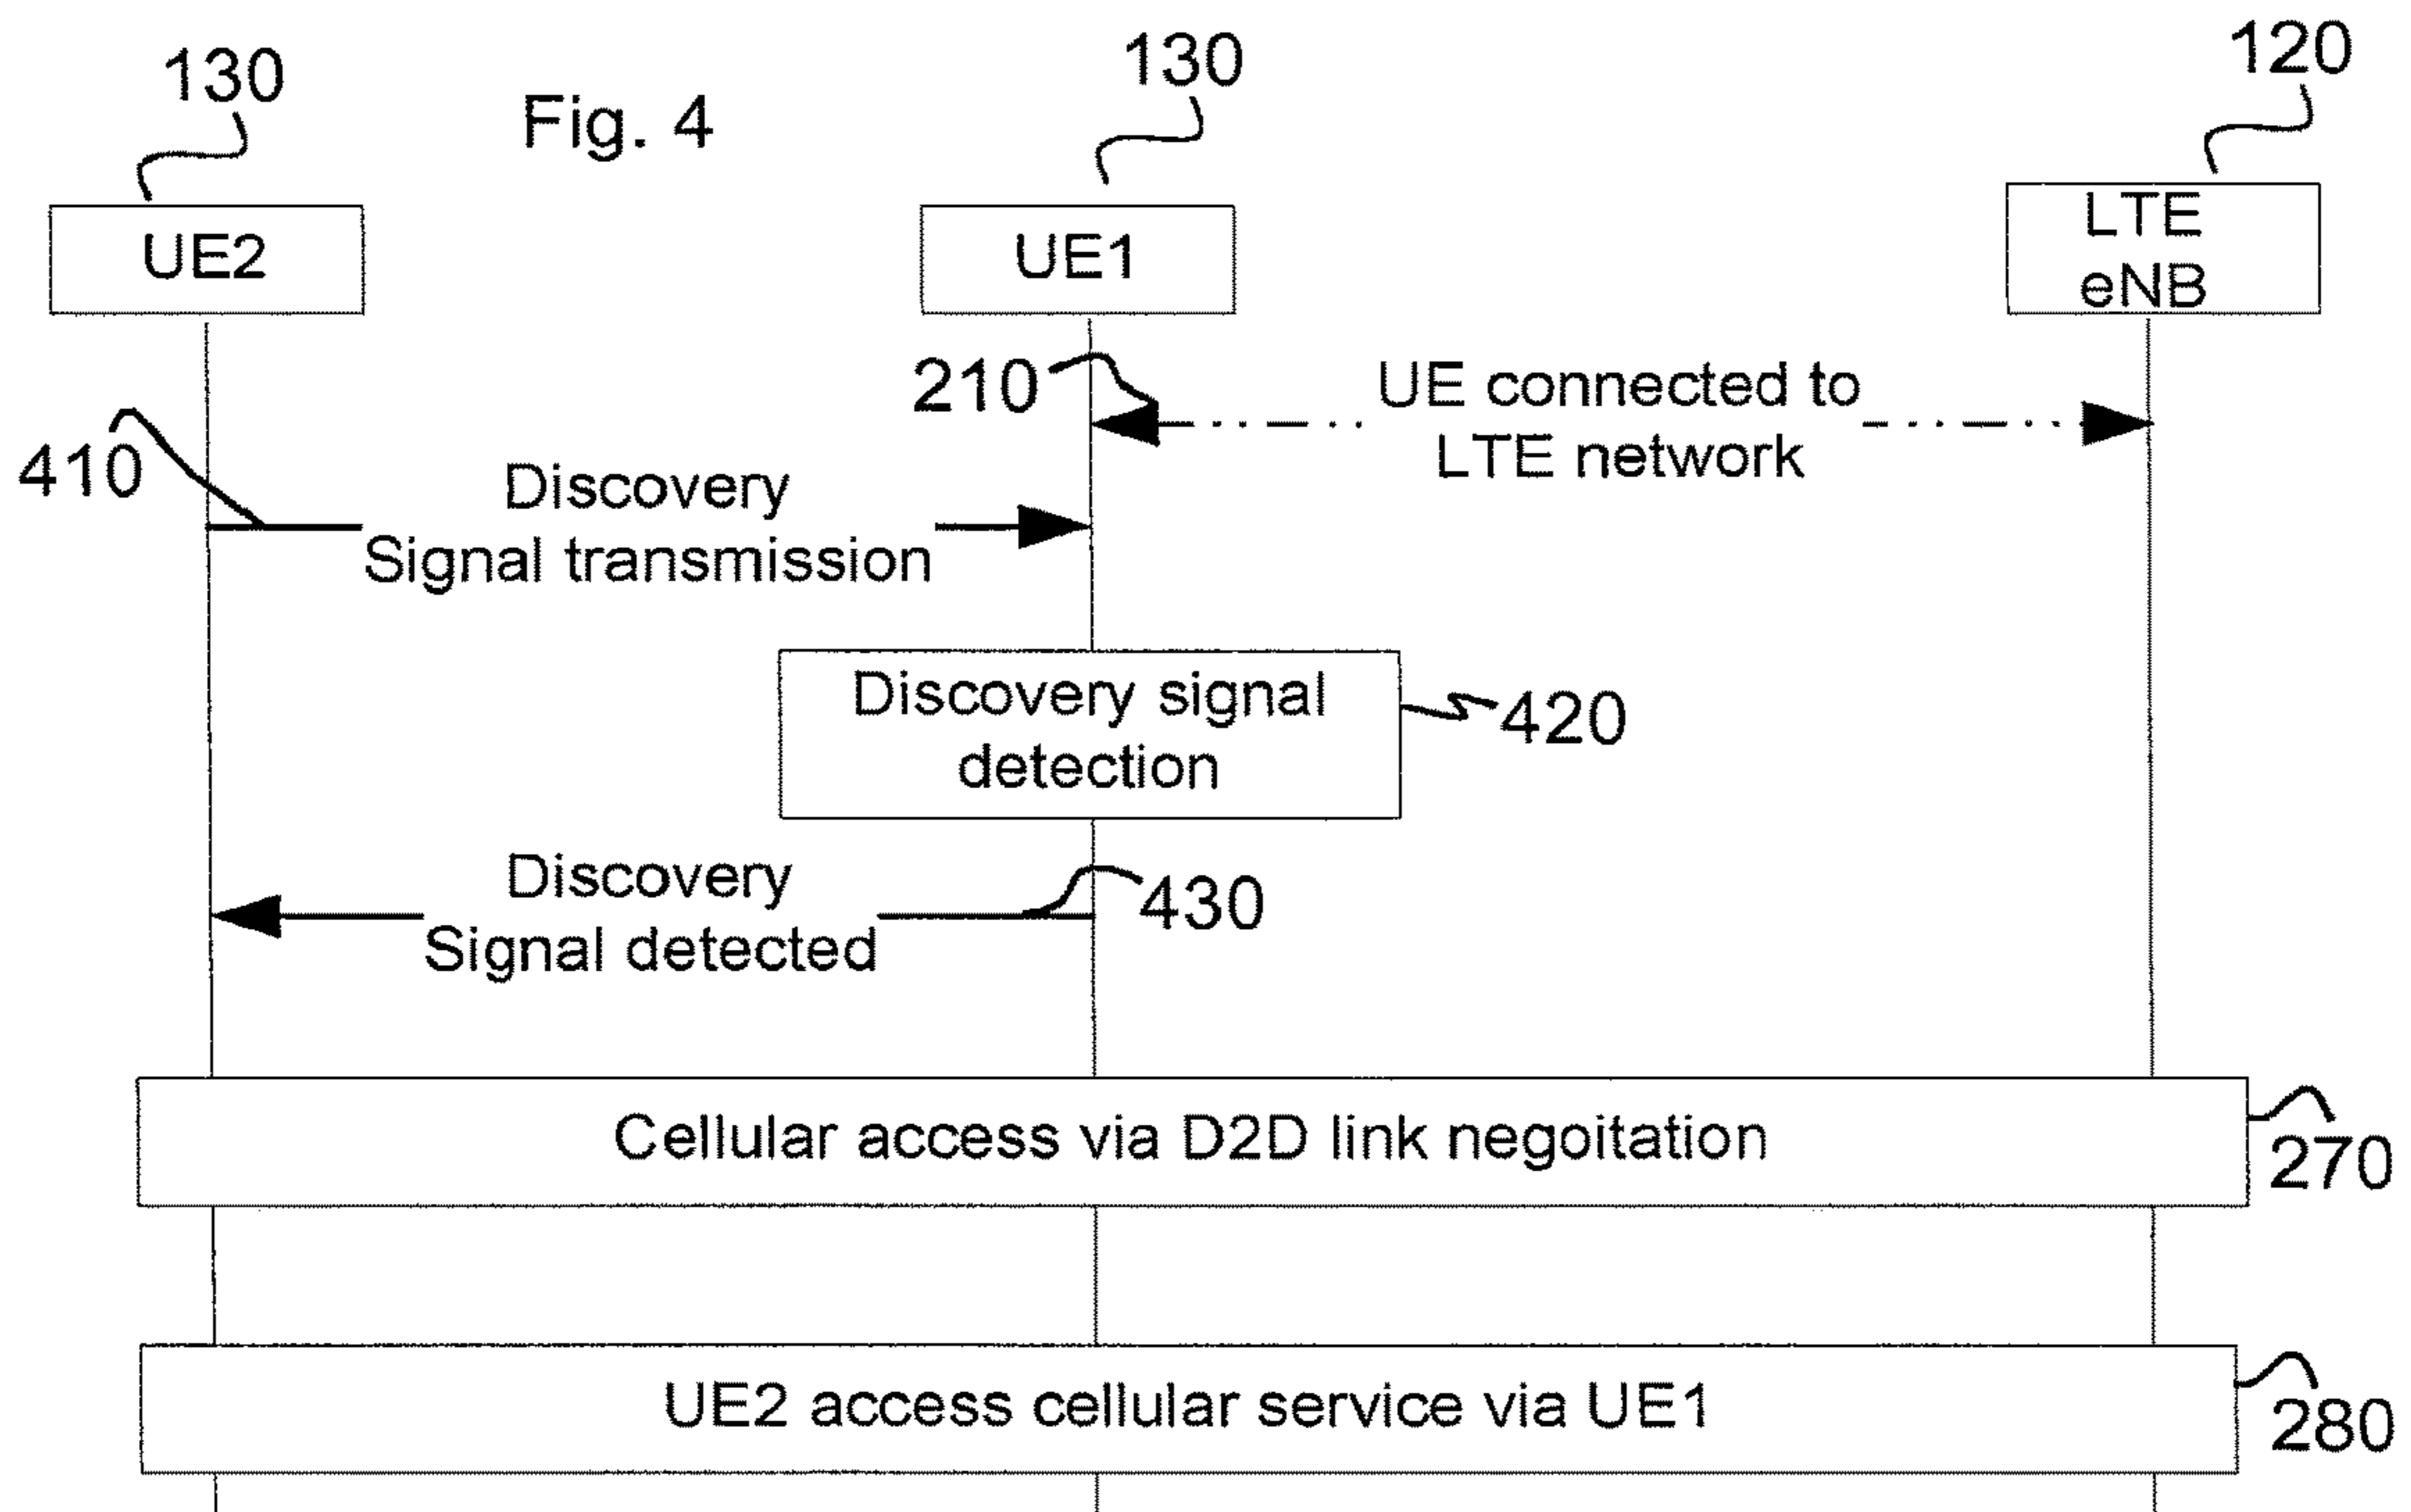 130
Fig. 4
130
120
UE2
UE1
LTE
eNB
210
UE connected to
LTE network
410
Discovery
Signal transmission
Discovery signal
detection
420
Discovery
Signal detected
430
Cellular access via D2D link negoitation
270
UE2 access cellular service via UE1
280